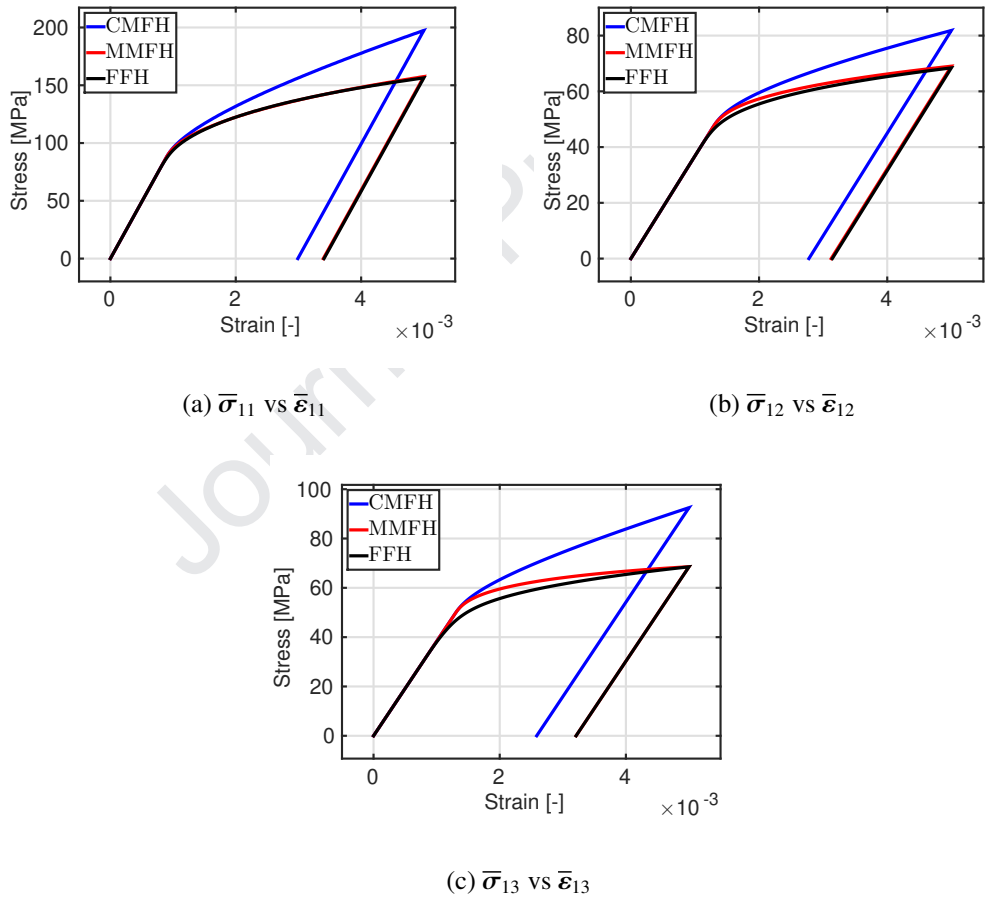 CMFH
MMFH
FFH
200
150
100
50
0
Stress [MPa]
0 2 4
Strain [-]
×10⁻³
(a) σ̅₁₁ vs ε̅₁₁
CMFH
MMFH
FFH
80
60
40
20
0
Stress [MPa]
0 2 4
Strain [-]
×10⁻³
(b) σ̅₁₂ vs ε̅₁₂
CMFH
MMFH
FFH
100
80
60
40
20
0
Stress [MPa]
0 2 4
Strain [-]
×10⁻³
(c) σ̅₁₃ vs ε̅₁₃
Journ